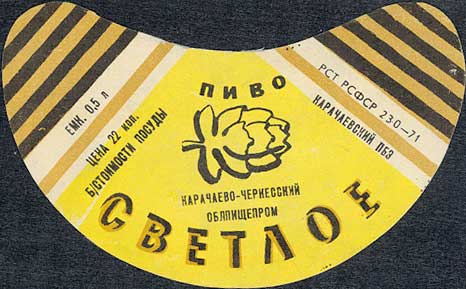 ПИВО
ЕМК. 0,5 л
ЦЕНА 22 коп.
Б/СТОИМОСТИ ПОСУДЫ
РСТ РСФСР 230—71
КАРАЧАЕВСКИЙ ПБЗ
КАРАЧАЕВО-ЧЕРКЕССКИЙ
ОБЛПИЩЕПРОМ
СВЕТЛОЕ